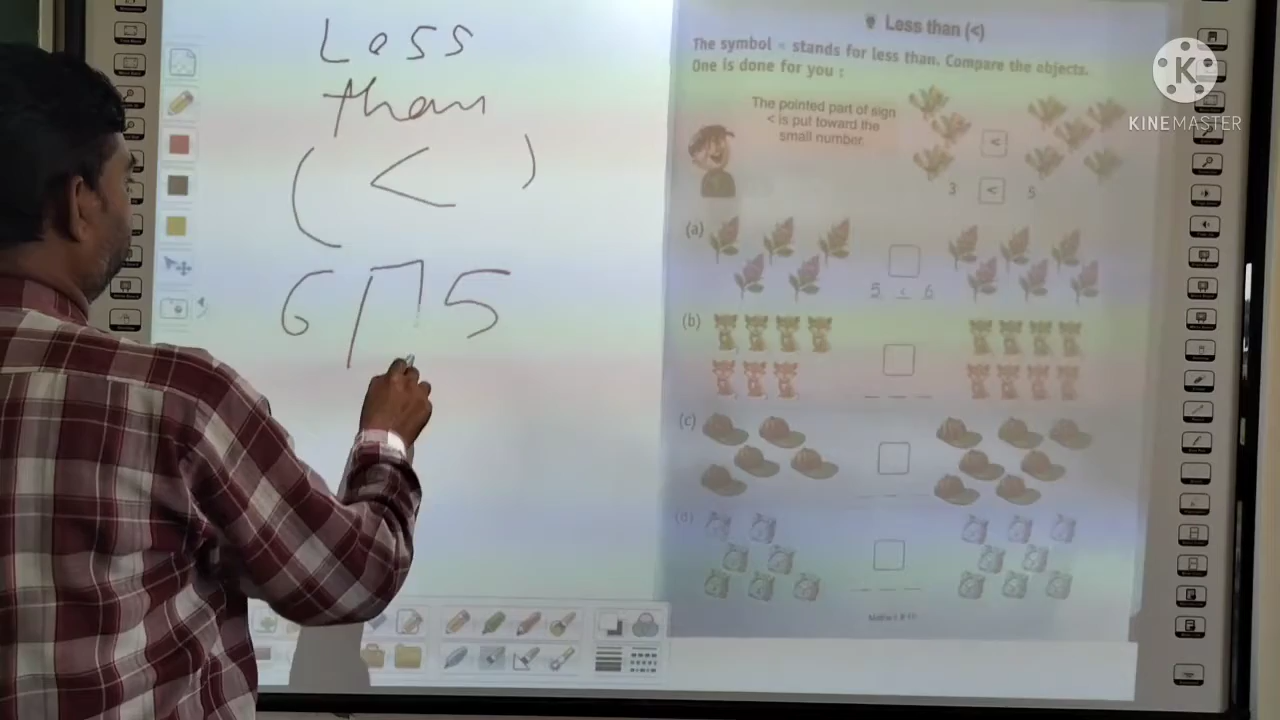 Less
than
( < )
6 5
Less than (<)
The symbol < stands for less than. Compare the objects.
One is done for you :
The pointed part of sign
< is put toward the
small number.
<
3 < 5
(a)
5 < 6
(b)
(c)
(d)
K
KINEMASTER